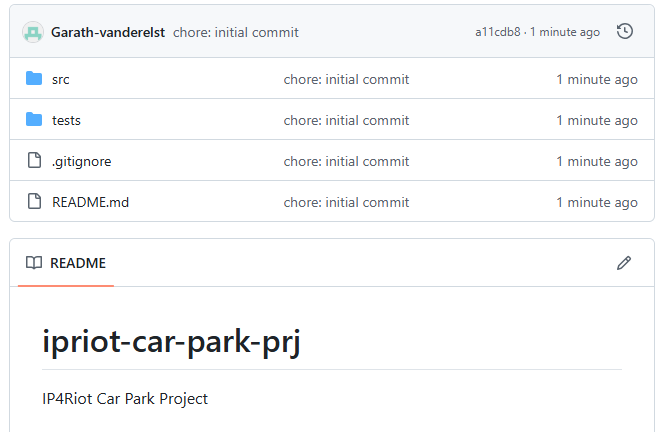 Garath-vanderelst chore: initial commit a11cdb8 · 1 minute ago
src chore: initial commit 1 minute ago
tests chore: initial commit 1 minute ago
.gitignore chore: initial commit 1 minute ago
README.md chore: initial commit 1 minute ago
README
ipriot-car-park-prj
IP4Riot Car Park Project